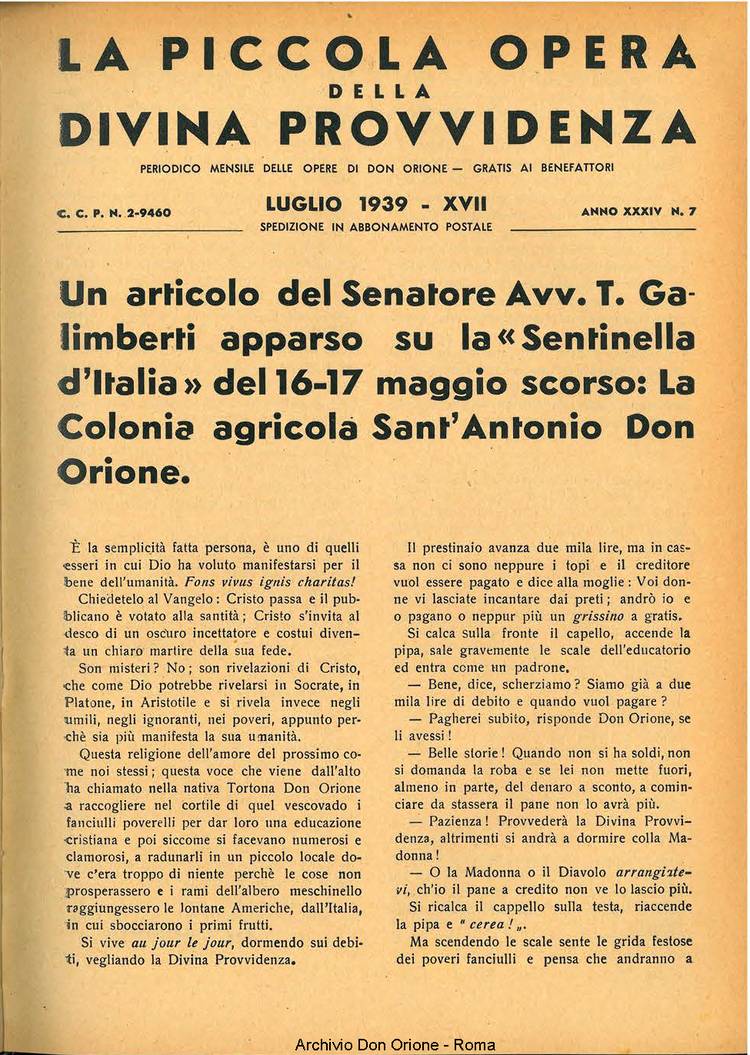 LA PICCOLA OPERA
DELLA
DIVINA PROVVIDENZA
PERIODICO MENSILE DELLE OPERE DI DON ORIONE — GRATIS AI BENEFATTORI
C. C. P. N. 2-9460
LUGLIO 1939 - XVII
SPEDIZIONE IN ABBONAMENTO POSTALE
ANNO XXXIV N. 7
Un articolo del Senatore Avv. T. Ga-
limberti apparso su la « Sentinella
d'Italia » del 16-17 maggio scorso: La
Colonia agricola Sant'Antonio Don
Orione.
È la semplicità fatta persona, è uno di quelli
esseri in cui Dio ha voluto manifestarsi per il
bene dell'umanità. Fons vivus ignis charitas!
Chiedetelo al Vangelo : Cristo passa e il pub-
blicano è votato alla santità ; Cristo s'invita al
desco di un oscuro incettatore e costui diven-
ta un chiaro martire della sua fede.
Son misteri ? No ; son rivelazioni di Cristo,
che come Dio potrebbe rivelarsi in Socrate, in
Platone, in Aristotile e si rivela invece negli
umili, negli ignoranti, nei poveri, appunto per-
chè sia più manifesta la sua umanità.
Questa religione dell'amore del prossimo co-
me noi stessi ; questa voce che viene dall'alto
ha chiamato nella nativa Tortona Don Orione
a raccogliere nel cortile di quel vescovado i
fanciulli poverelli per dar loro una educazione
cristiana e poi siccome si facevano numerosi e
clamorosi, a radunarli in un piccolo locale do-
ve c'era troppo di niente perchè le cose non
prosperassero e i rami dell'albero meschinello
raggiungessero le lontane Americhe, dall'Italia,
in cui sbocciarono i primi frutti.
Si vive au jour le jour, dormendo sui debi-
ti, vegliando la Divina Provvidenza.
Il prestinaio avanza due mila lire, ma in cas-
sa non ci sono neppure i topi e il creditore
vuol essere pagato e dice alla moglie : Voi don-
ne vi lasciate incantare dai preti ; andrò io e
o pagano o neppur più un grissino a gratis.
Si calca sulla fronte il capello, accende la
pipa, sale gravemente le scale dell'educatorio
ed entra come un padrone.
— Bene, dice, scherziamo ? Siamo già a due
mila lire di debito e quando vuol pagare ?
— Pagherei subito, risponde Don Orione, se
li avessi !
— Belle storie ! Quando non si ha soldi, non
si domanda la roba e se lei non mette fuori,
almeno in parte, del denaro a sconto, a comin-
ciare da stassera il pane non lo avrà più.
— Pazienza ! Provvederà la Divina Provvi-
denza, altrimenti si andrà a dormire colla Ma-
donna !
— O la Madonna o il Diavolo arrangiate-
vi, ch'io il pane a credito non ve lo lascio più.
Si ricalca il cappello sulla testa, riaccende
la pipa e " cerea ! „.
Ma scendendo le scale sente le grida festose
dei poveri fanciulli e pensa che andranno a
Archivio Don Orione - Roma